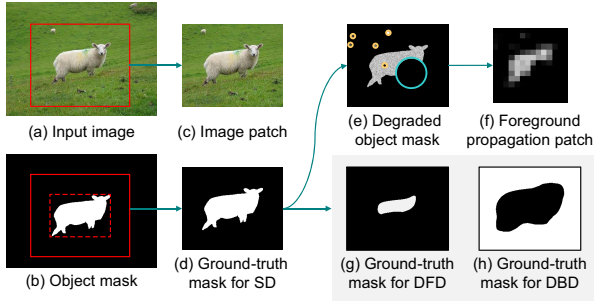 (a) Input image
(c) Image patch
(e) Degraded
object mask
(f) Foreground
propagation patch
(b) Object mask
(d) Ground-truth
mask for SD
(g) Ground-truth
mask for DFD
(h) Ground-truth
mask for DBD